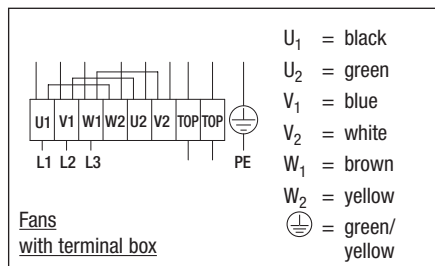 U1 V1 W1 W2 U2 V2 TOP TOP
L1 L2 L3 PE
Fans
with terminal box
U₁ = black
U₂ = green
V₁ = blue
V₂ = white
W₁ = brown
W₂ = yellow
⏚ = green/
yellow